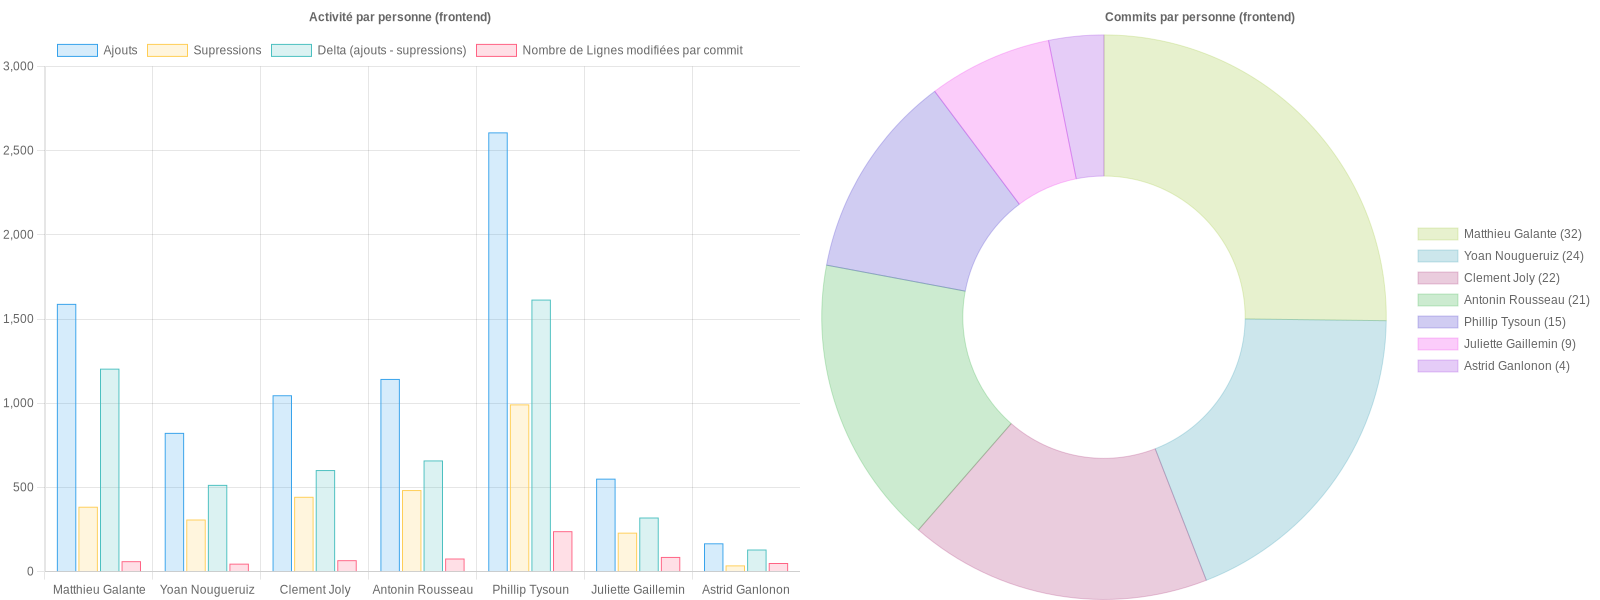 Activité par personne (frontend)
Ajouts
Supressions
Delta (ajouts - supressions)
Nombre de Lignes modifiées par commit
3,000
2,500
2,000
1,500
1,000
500
0
Matthieu Galante
Yoan Nougueruiz
Clement Joly
Antonin Rousseau
Phillip Tysoun
Juliette Gaillemin
Astrid Ganlonon
Commits par personne (frontend)
Matthieu Galante (32)
Yoan Nougueruiz (24)
Clement Joly (22)
Antonin Rousseau (21)
Phillip Tysoun (15)
Juliette Gaillemin (9)
Astrid Ganlonon (4)